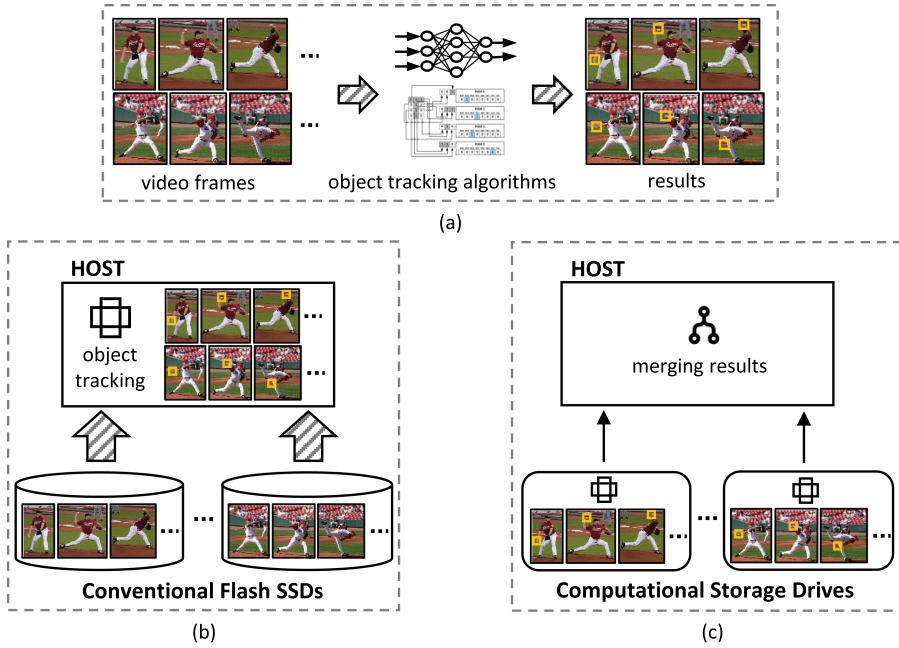 video frames
object tracking algorithms
results
(a)
HOST
object
tracking
Conventional Flash SSDs
(b)
HOST
merging results
Computational Storage Drives
(c)